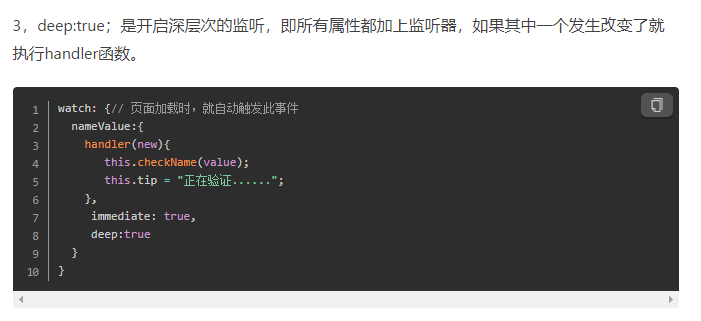 3，deep:true；是开启深层次的监听，即所有属性都加上监听器，如果其中一个发生改变了就
执行handler函数。
1 watch: {// 页面加载时，就自动触发此事件
2 nameValue:{
3 handler(new){
4 this.checkName(value);
5 this.tip = "正在验证......";
6 },
7 immediate: true,
8 deep:true
9 }
10 }